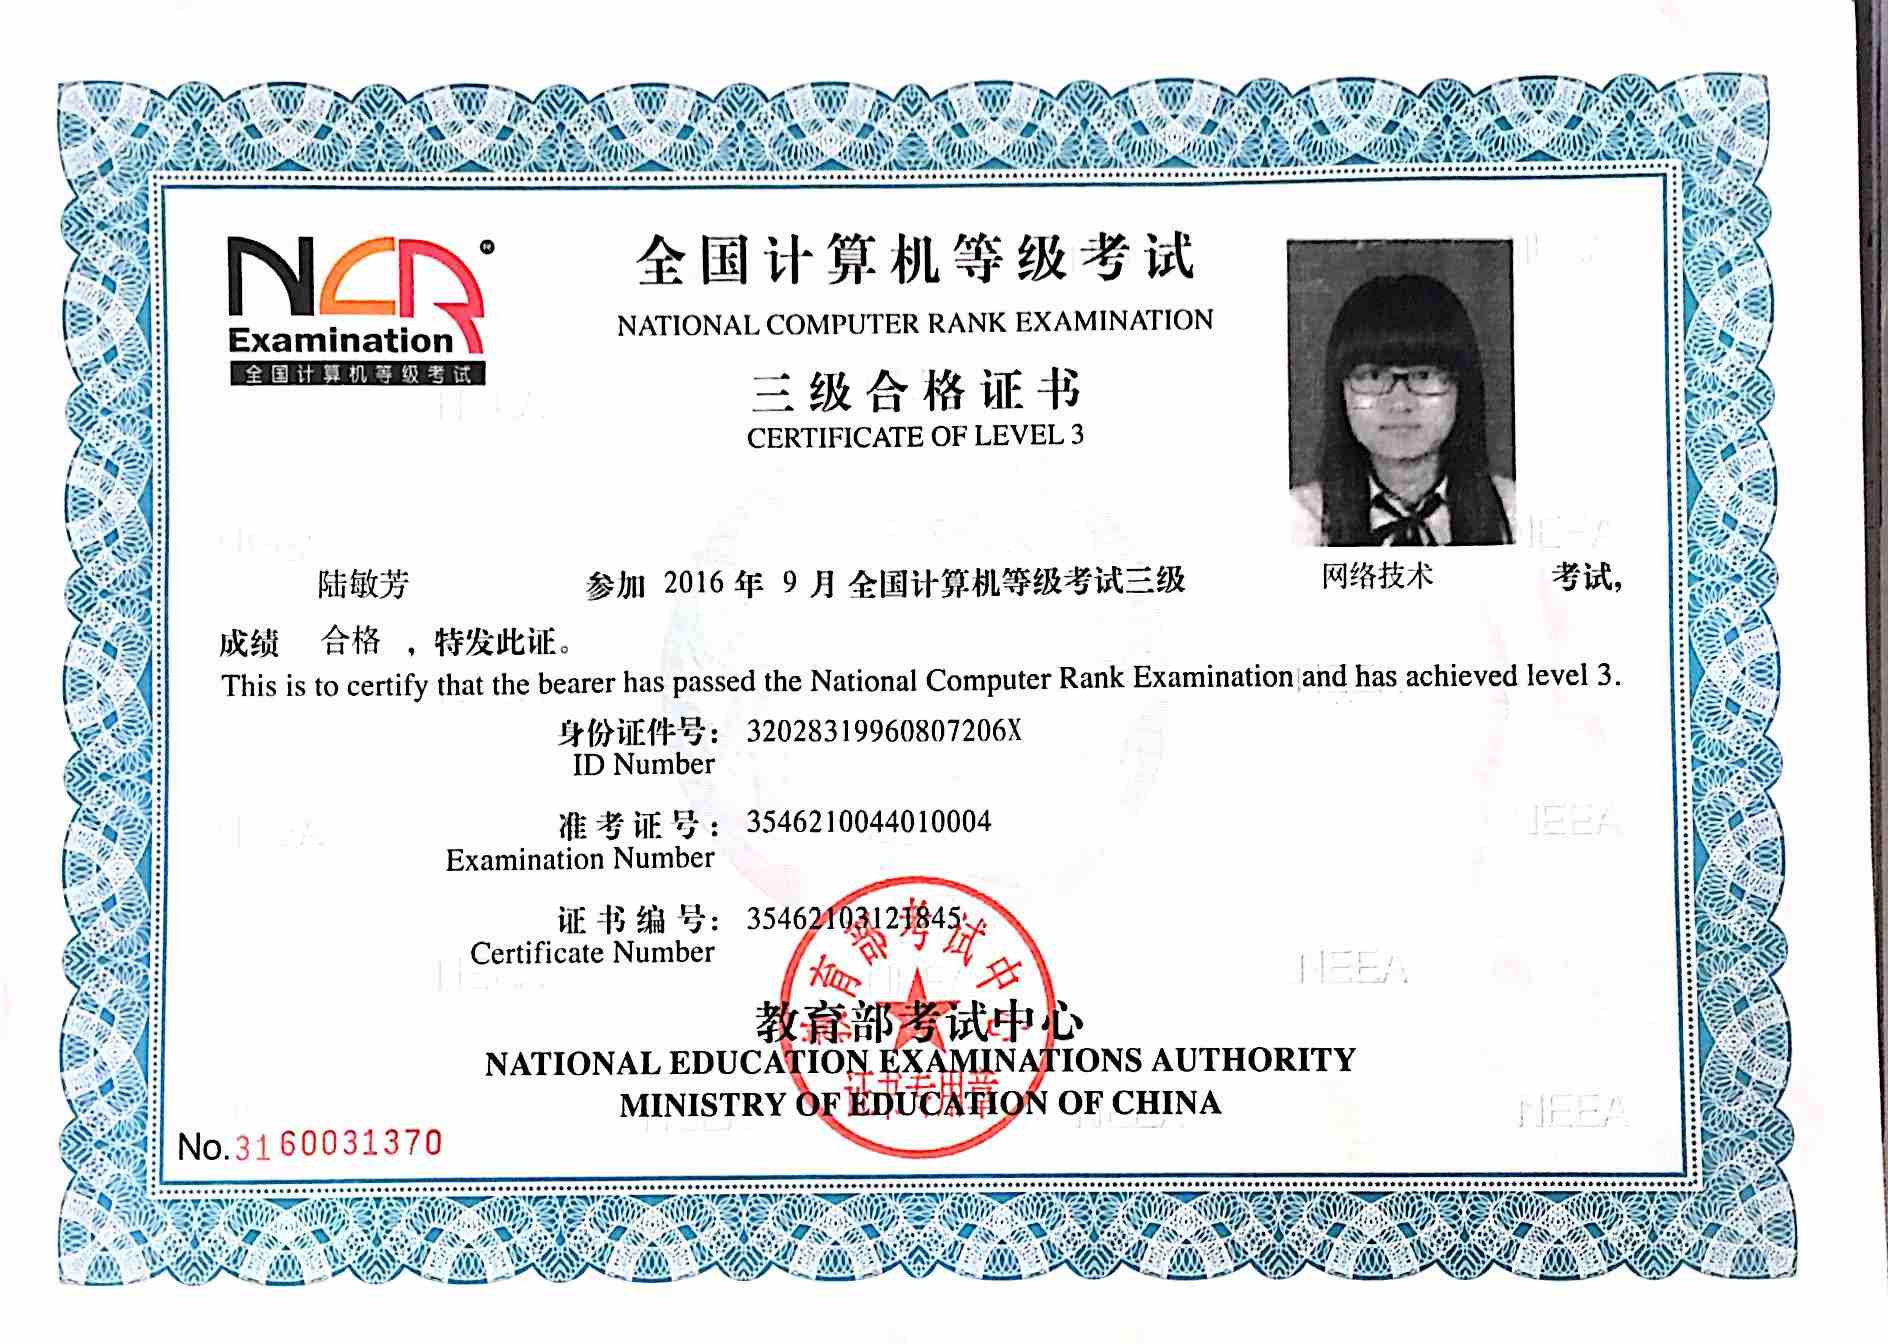 NCR®
Examination
全国计算机等级考试
全国计算机等级考试
NATIONAL COMPUTER RANK EXAMINATION
三级合格证书
CERTIFICATE OF LEVEL 3
陆敏芳 参加 2016 年 9 月 全国计算机等级考试三级 网络技术 考试,
成绩 合格 ,特发此证。
This is to certify that the bearer has passed the National Computer Rank Examination and has achieved level 3.
身份证件号: 32028319960807206X
ID Number
准考证号: 3546210044010004
Examination Number
证书编号: 35462103121845
Certificate Number
教育部考试中心
NATIONAL EDUCATION EXAMINATIONS AUTHORITY
MINISTRY OF EDUCATION OF CHINA
教育部考试中心
证书专用章
No.3160031370
NEEA
NEEA
NEEA